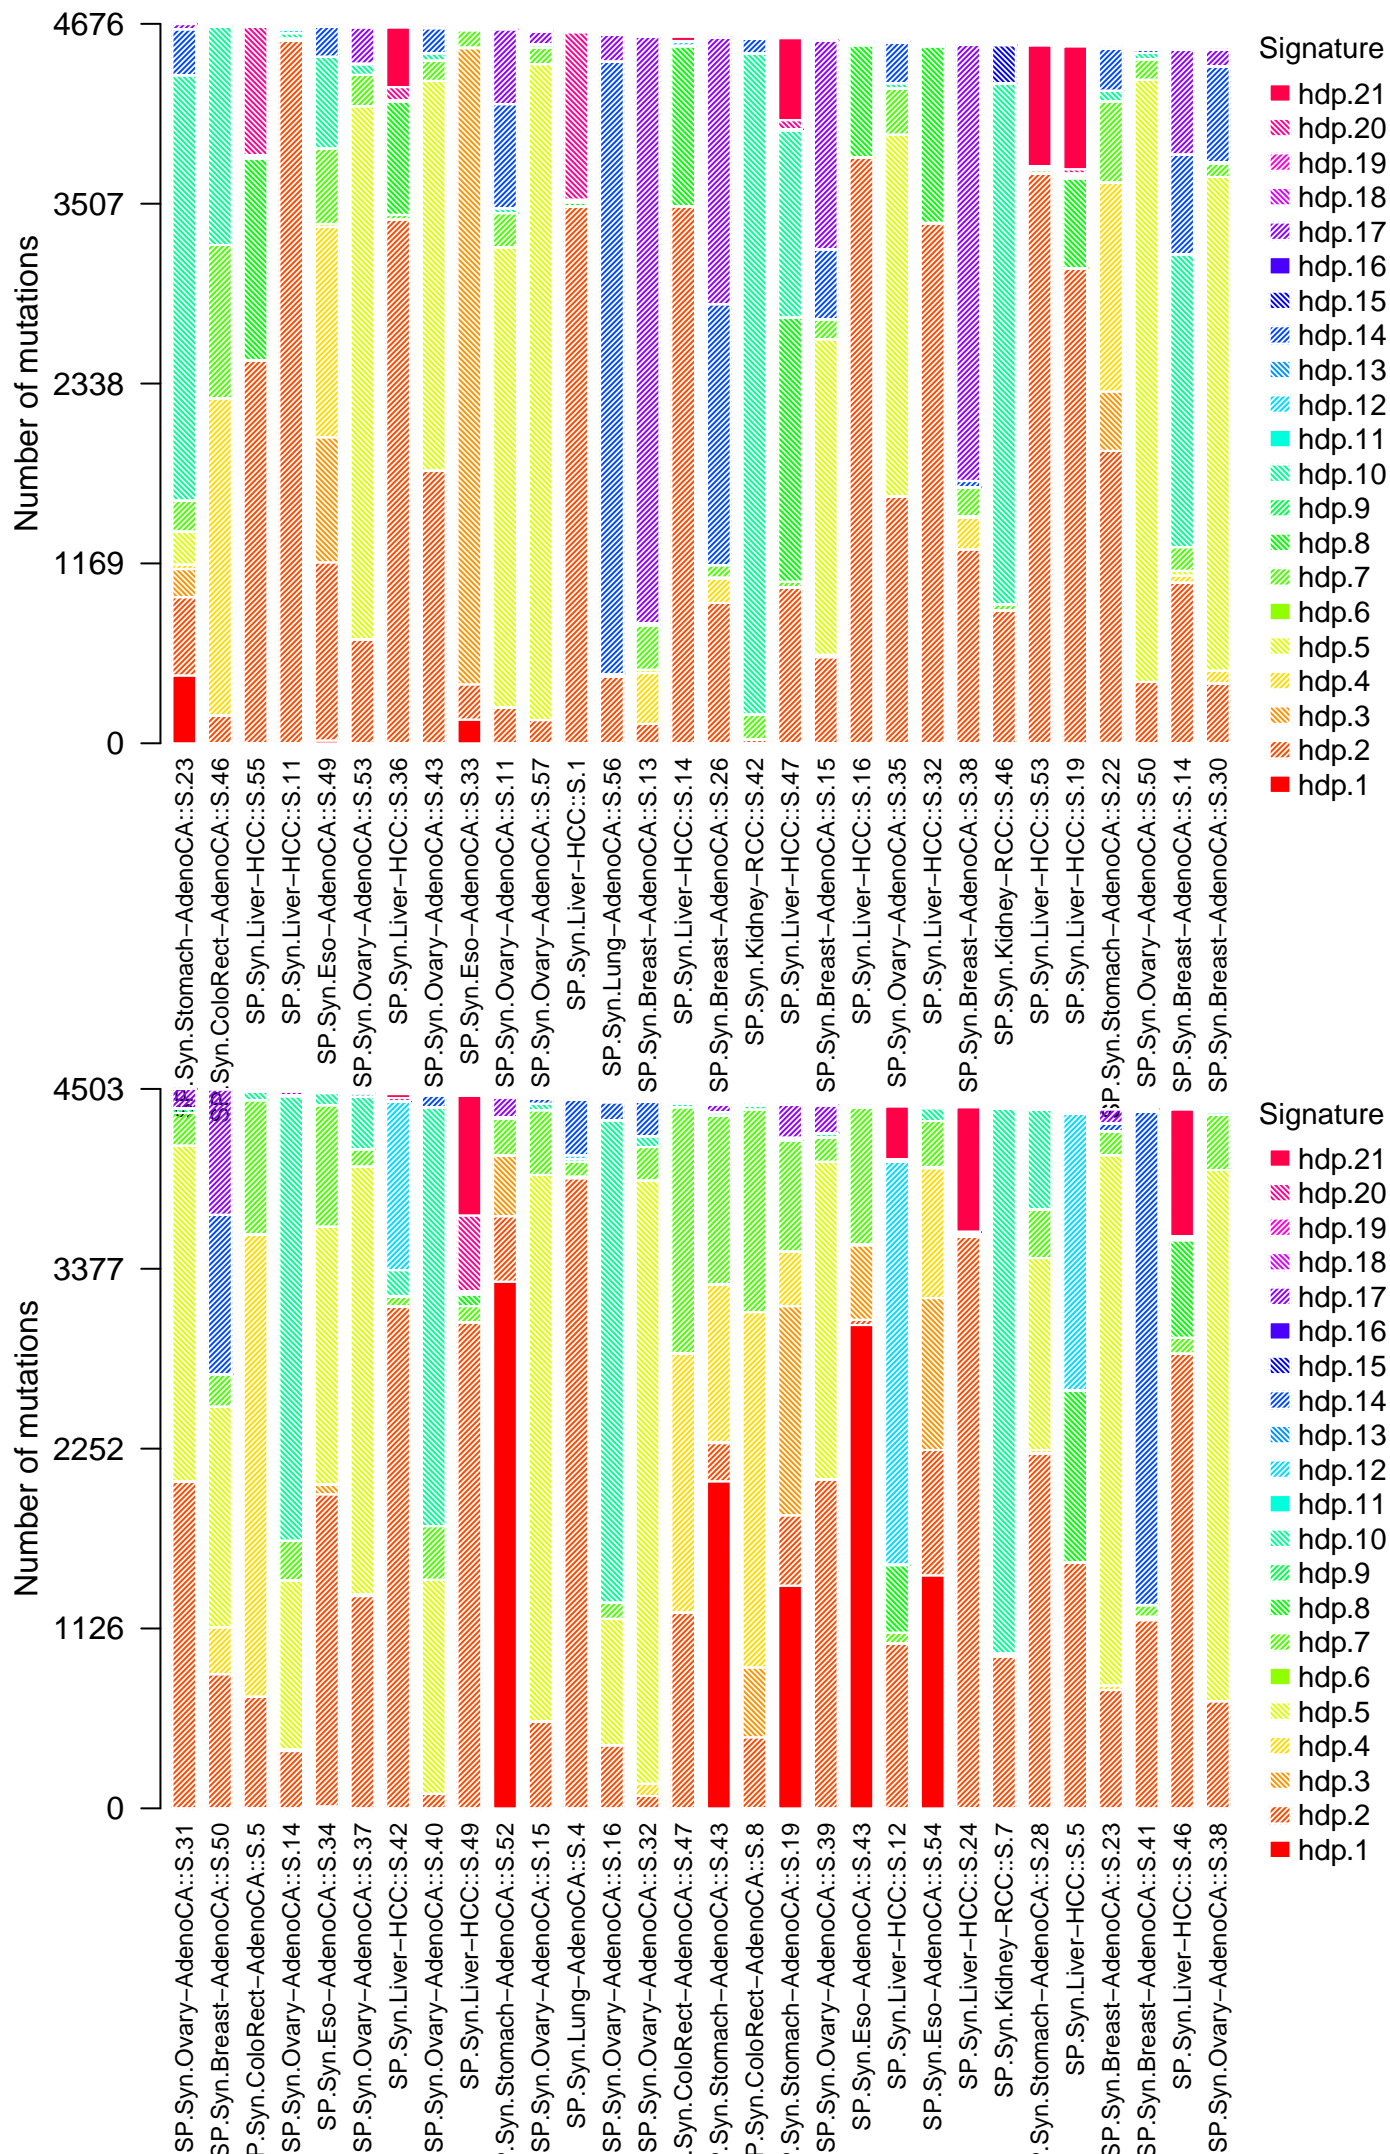 Number of mutations
4676
3507
2338
1169
0
SP.Syn.Stomach−AdenoCA::S.23
SP.Syn.ColoRect−AdenoCA::S.46
SP.Syn.Liver−HCC::S.55
SP.Syn.Liver−HCC::S.11
SP.Syn.Eso−AdenoCA::S.49
SP.Syn.Ovary−AdenoCA::S.53
SP.Syn.Liver−HCC::S.36
SP.Syn.Ovary−AdenoCA::S.43
SP.Syn.Eso−AdenoCA::S.33
SP.Syn.Ovary−AdenoCA::S.11
SP.Syn.Ovary−AdenoCA::S.57
SP.Syn.Liver−HCC::S.1
SP.Syn.Lung−AdenoCA::S.56
SP.Syn.Breast−AdenoCA::S.13
SP.Syn.Liver−HCC::S.14
SP.Syn.Breast−AdenoCA::S.26
SP.Syn.Kidney−RCC::S.42
SP.Syn.Liver−HCC::S.47
SP.Syn.Breast−AdenoCA::S.15
SP.Syn.Liver−HCC::S.16
SP.Syn.Ovary−AdenoCA::S.35
SP.Syn.Liver−HCC::S.32
SP.Syn.Breast−AdenoCA::S.38
SP.Syn.Kidney−RCC::S.46
SP.Syn.Liver−HCC::S.53
SP.Syn.Liver−HCC::S.19
SP.Syn.Stomach−AdenoCA::S.22
SP.Syn.Ovary−AdenoCA::S.50
SP.Syn.Breast−AdenoCA::S.14
SP.Syn.Breast−AdenoCA::S.30
Signature
hdp.21
hdp.20
hdp.19
hdp.18
hdp.17
hdp.16
hdp.15
hdp.14
hdp.13
hdp.12
hdp.11
hdp.10
hdp.9
hdp.8
hdp.7
hdp.6
hdp.5
hdp.4
hdp.3
hdp.2
hdp.1
Number of mutations
4503
3377
2252
1126
0
SP.Syn.Ovary−AdenoCA::S.31
SP.Syn.Breast−AdenoCA::S.50
P.Syn.ColoRect−AdenoCA::S.5
SP.Syn.Ovary−AdenoCA::S.14
SP.Syn.Eso−AdenoCA::S.34
SP.Syn.Ovary−AdenoCA::S.37
SP.Syn.Liver−HCC::S.42
SP.Syn.Ovary−AdenoCA::S.40
SP.Syn.Liver−HCC::S.49
P.Syn.Stomach−AdenoCA::S.52
SP.Syn.Ovary−AdenoCA::S.15
SP.Syn.Lung−AdenoCA::S.4
SP.Syn.Ovary−AdenoCA::S.16
SP.Syn.Ovary−AdenoCA::S.32
.Syn.ColoRect−AdenoCA::S.47
P.Syn.Stomach−AdenoCA::S.43
P.Syn.ColoRect−AdenoCA::S.8
P.Syn.Stomach−AdenoCA::S.19
SP.Syn.Ovary−AdenoCA::S.39
SP.Syn.Eso−AdenoCA::S.43
SP.Syn.Liver−HCC::S.12
SP.Syn.Eso−AdenoCA::S.54
SP.Syn.Liver−HCC::S.24
SP.Syn.Kidney−RCC::S.7
P.Syn.Stomach−AdenoCA::S.28
SP.Syn.Liver−HCC::S.5
SP.Syn.Breast−AdenoCA::S.23
SP.Syn.Breast−AdenoCA::S.41
SP.Syn.Liver−HCC::S.46
SP.Syn.Ovary−AdenoCA::S.38
Signature
hdp.21
hdp.20
hdp.19
hdp.18
hdp.17
hdp.16
hdp.15
hdp.14
hdp.13
hdp.12
hdp.11
hdp.10
hdp.9
hdp.8
hdp.7
hdp.6
hdp.5
hdp.4
hdp.3
hdp.2
hdp.1